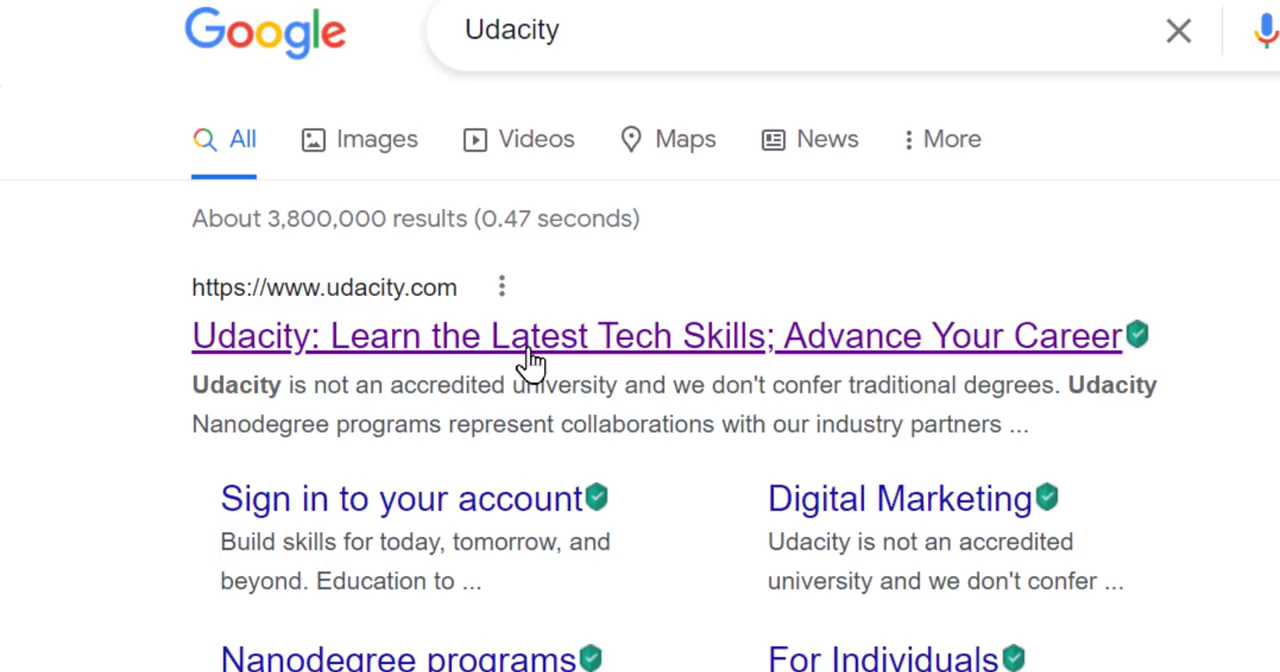 Google
Udacity
All Images Videos Maps News More
About 3,800,000 results (0.47 seconds)
https://www.udacity.com
Udacity: Learn the Latest Tech Skills; Advance Your Career
Udacity is not an accredited university and we don't confer traditional degrees. Udacity
Nanodegree programs represent collaborations with our industry partners ...
Sign in to your account
Build skills for today, tomorrow, and
beyond. Education to ...
Digital Marketing
Udacity is not an accredited
university and we don't confer ...
Nanodegree programs
For Individuals